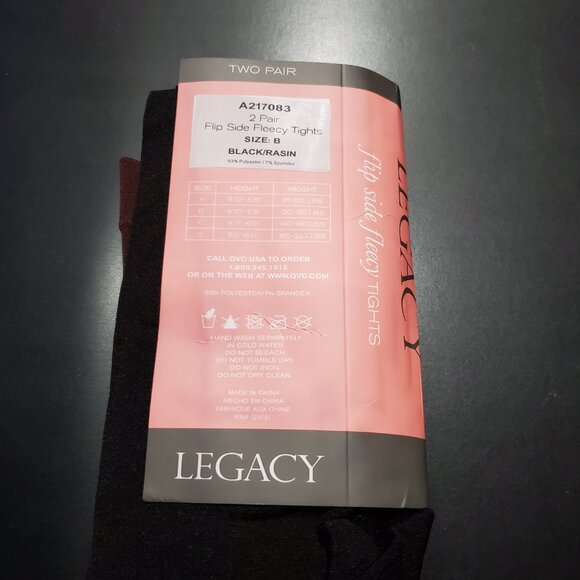 TWO PAIR
A217083
2 Pair
Flip Side Fleecy Tights
SIZE: B
BLACK/RASIN
93% Polyester / 7% Spandex
SIZE HEIGHT WEIGHT
A
B
C
D
CALL QVC USA TO ORDER
1.800.345.1515
OR ON THE WEB AT WWW.QVC.COM
93% POLYESTER/7% SPANDEX
HAND WASH SEPARATELY
IN COLD WATER.
DO NOT BLEACH.
DO NOT TUMBLE DRY.
DO NOT IRON.
DO NOT DRY CLEAN.
MADE IN CHINA
HECHO EN CHINA
FABRIQUE AUX CHINE
LEGACY
LEGACY
flip side fleecy TIGHTS